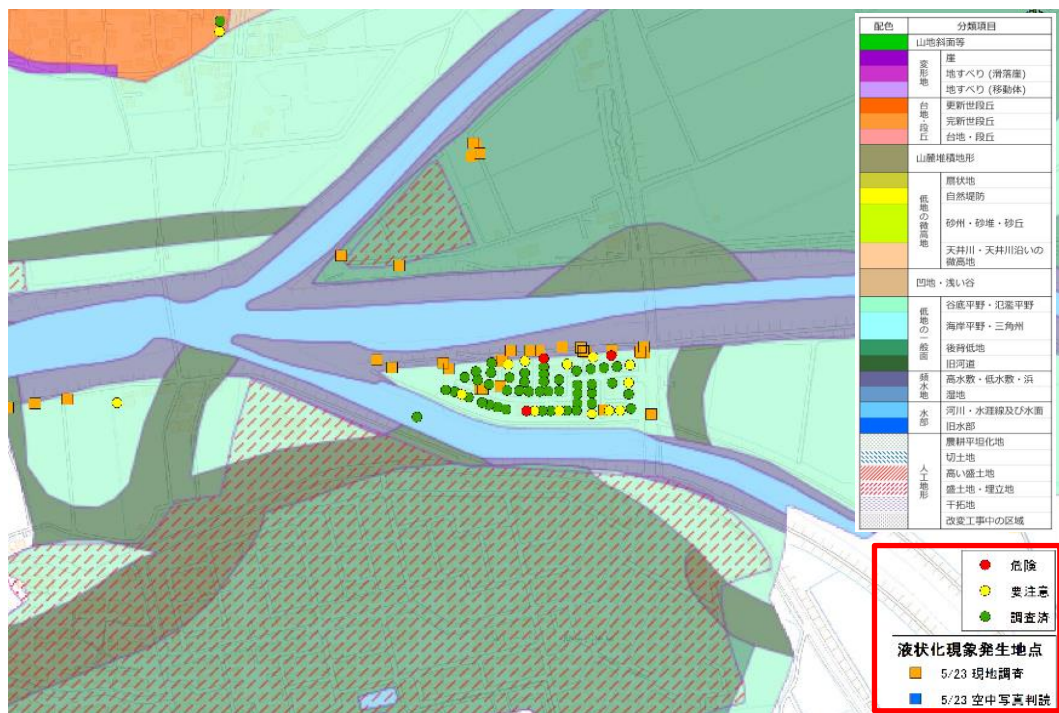 配色 分類項目
山地斜面等
変形地
崖
地すべり (滑落崖)
地すべり (移動体)
台地・段丘
更新世段丘
完新世段丘
台地・段丘
山麓堆積地形
低地の微高地
扇状地
自然堤防
砂州・砂堆・砂丘
天井川・天井川沿いの
微高地
凹地・浅い谷
低地の一般面
谷底平野・氾濫平野
海岸平野・三角州
後背低地
旧河道
頻水地
高水敷・低水敷・浜
湿地
水部
河川・水涯線及び水面
旧水部
人工地形
農耕平坦化地
切土地
高い盛土地
盛土地・埋立地
干拓地
改変工事中の区域
危険
要注意
調査済
液状化現象発生地点
5/23 現地調査
5/23 空中写真判読